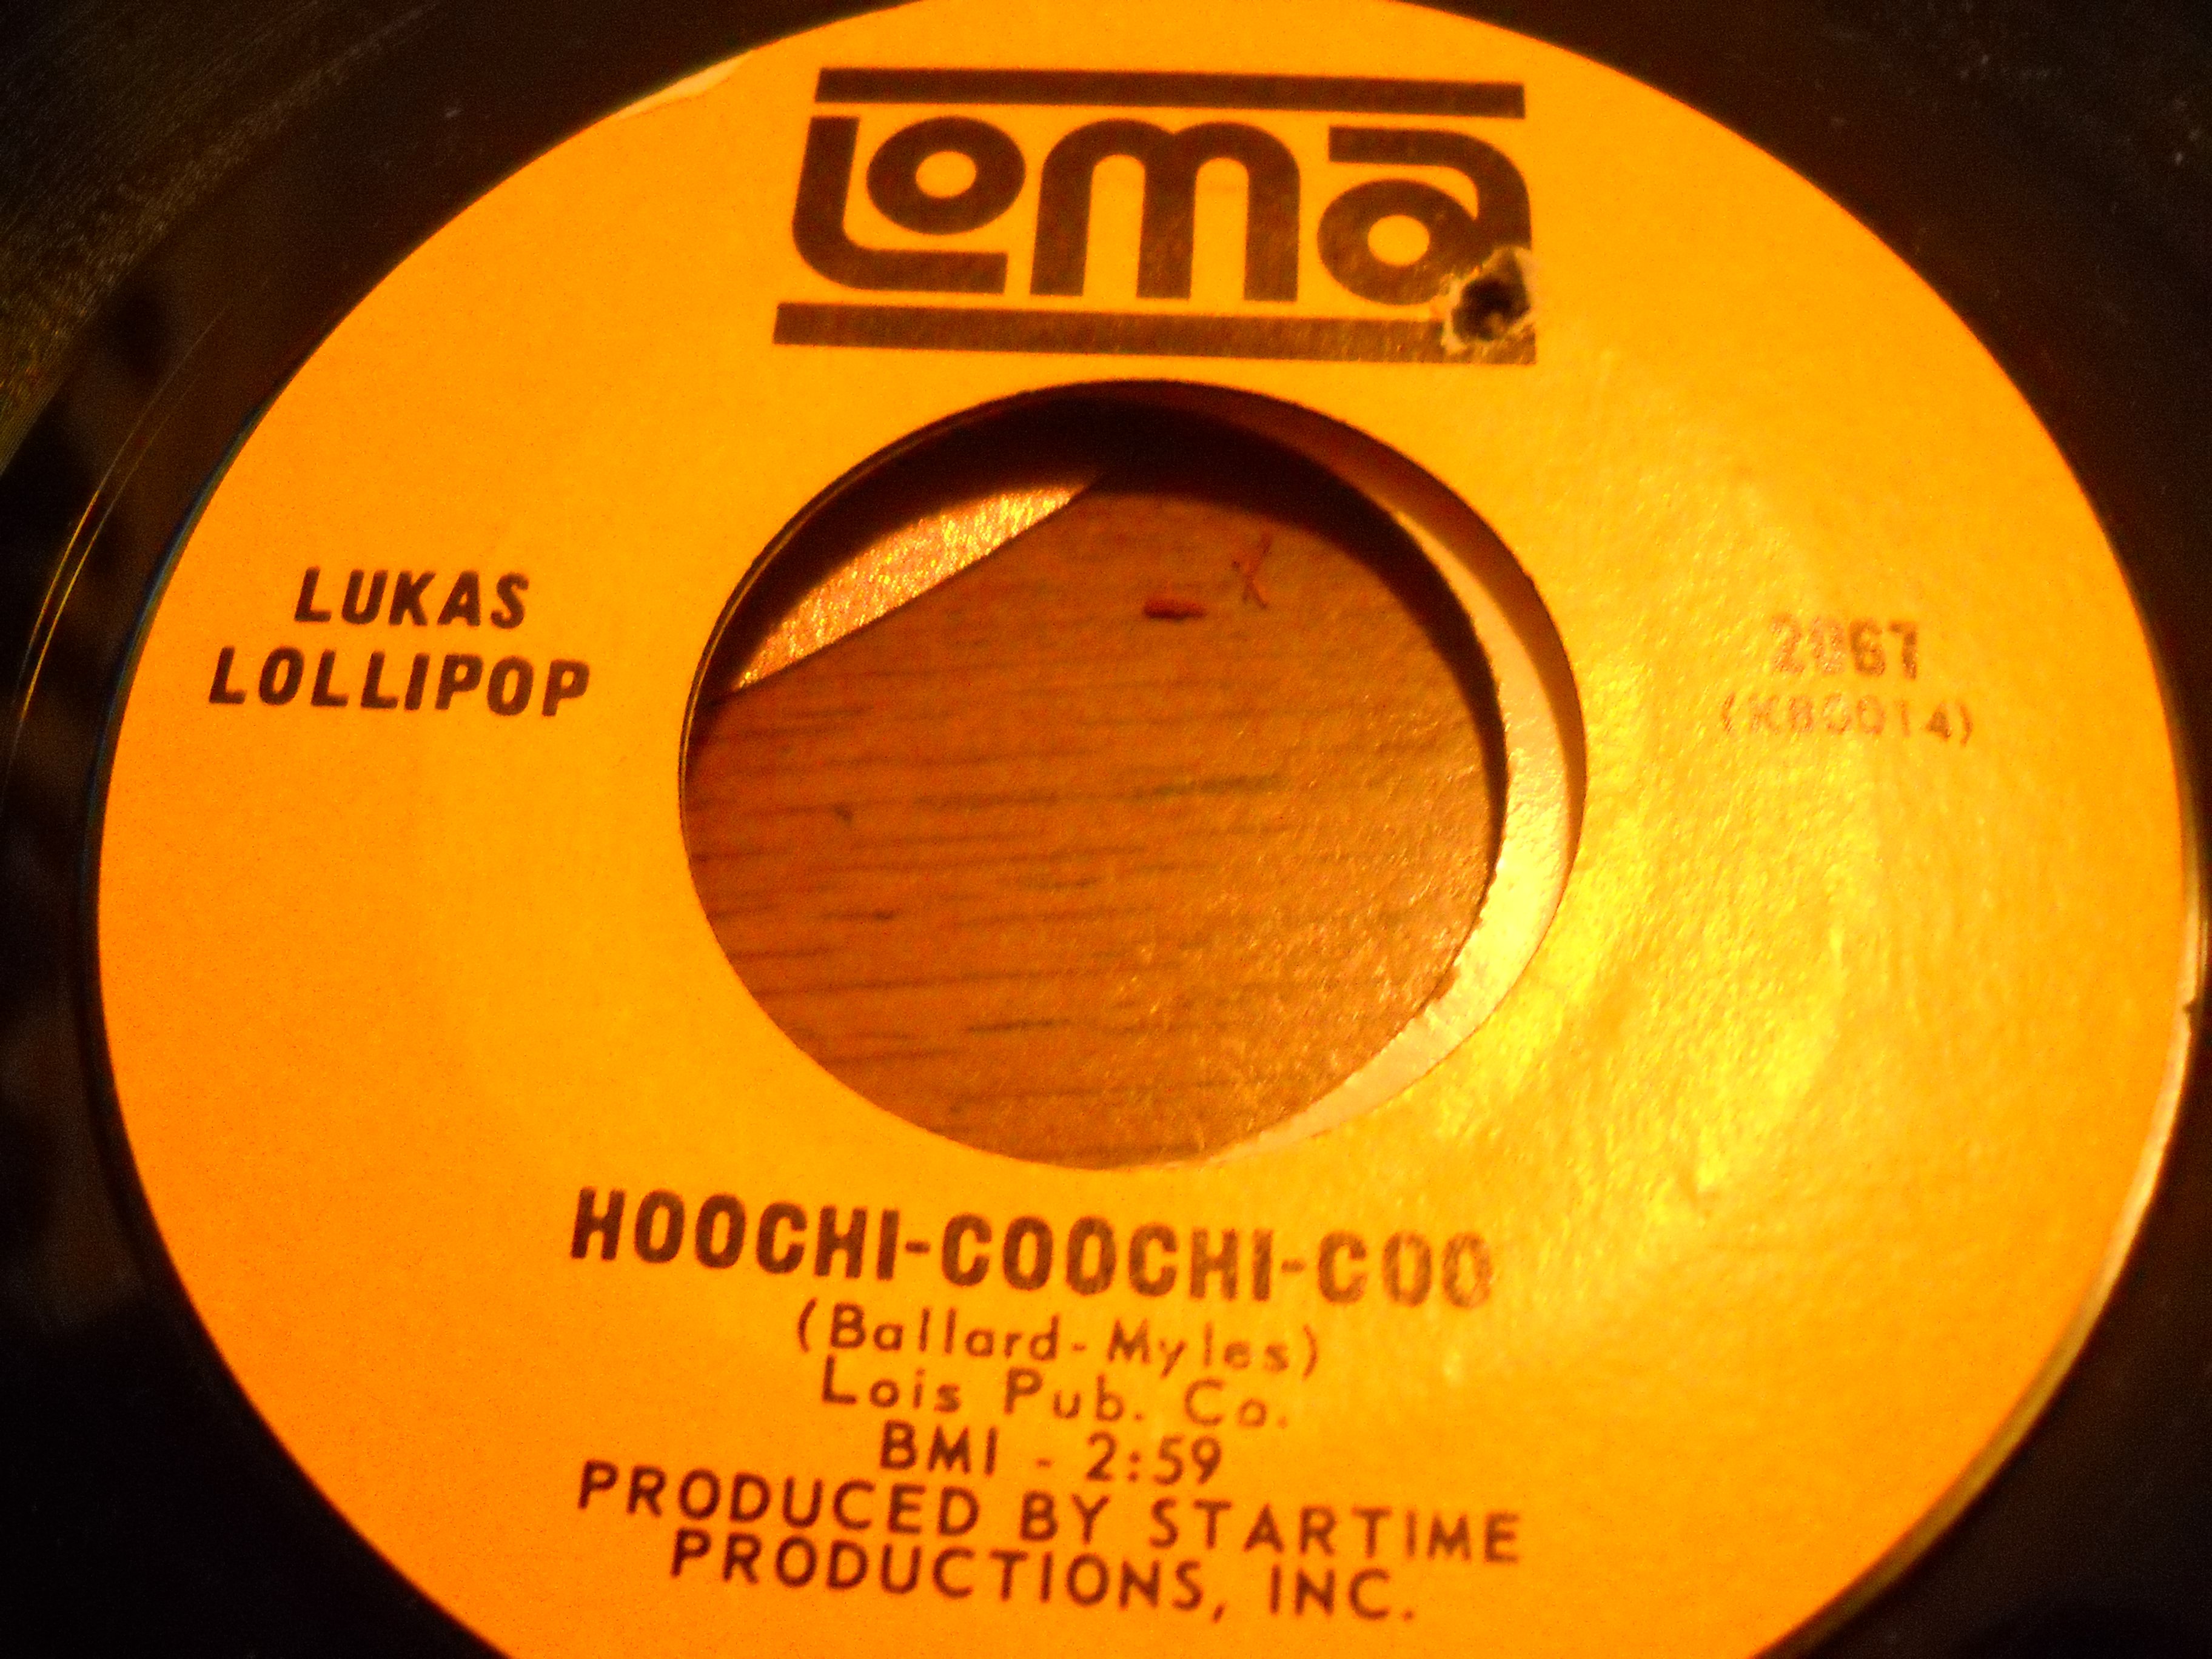 Loma
LUKAS
LOLLIPOP
2067
(K80014)
HOOCHI-COOCHI-COO
(Ballard-Myles)
Lois Pub. Co.
BMI - 2:59
PRODUCED BY STARTIME
PRODUCTIONS, INC.